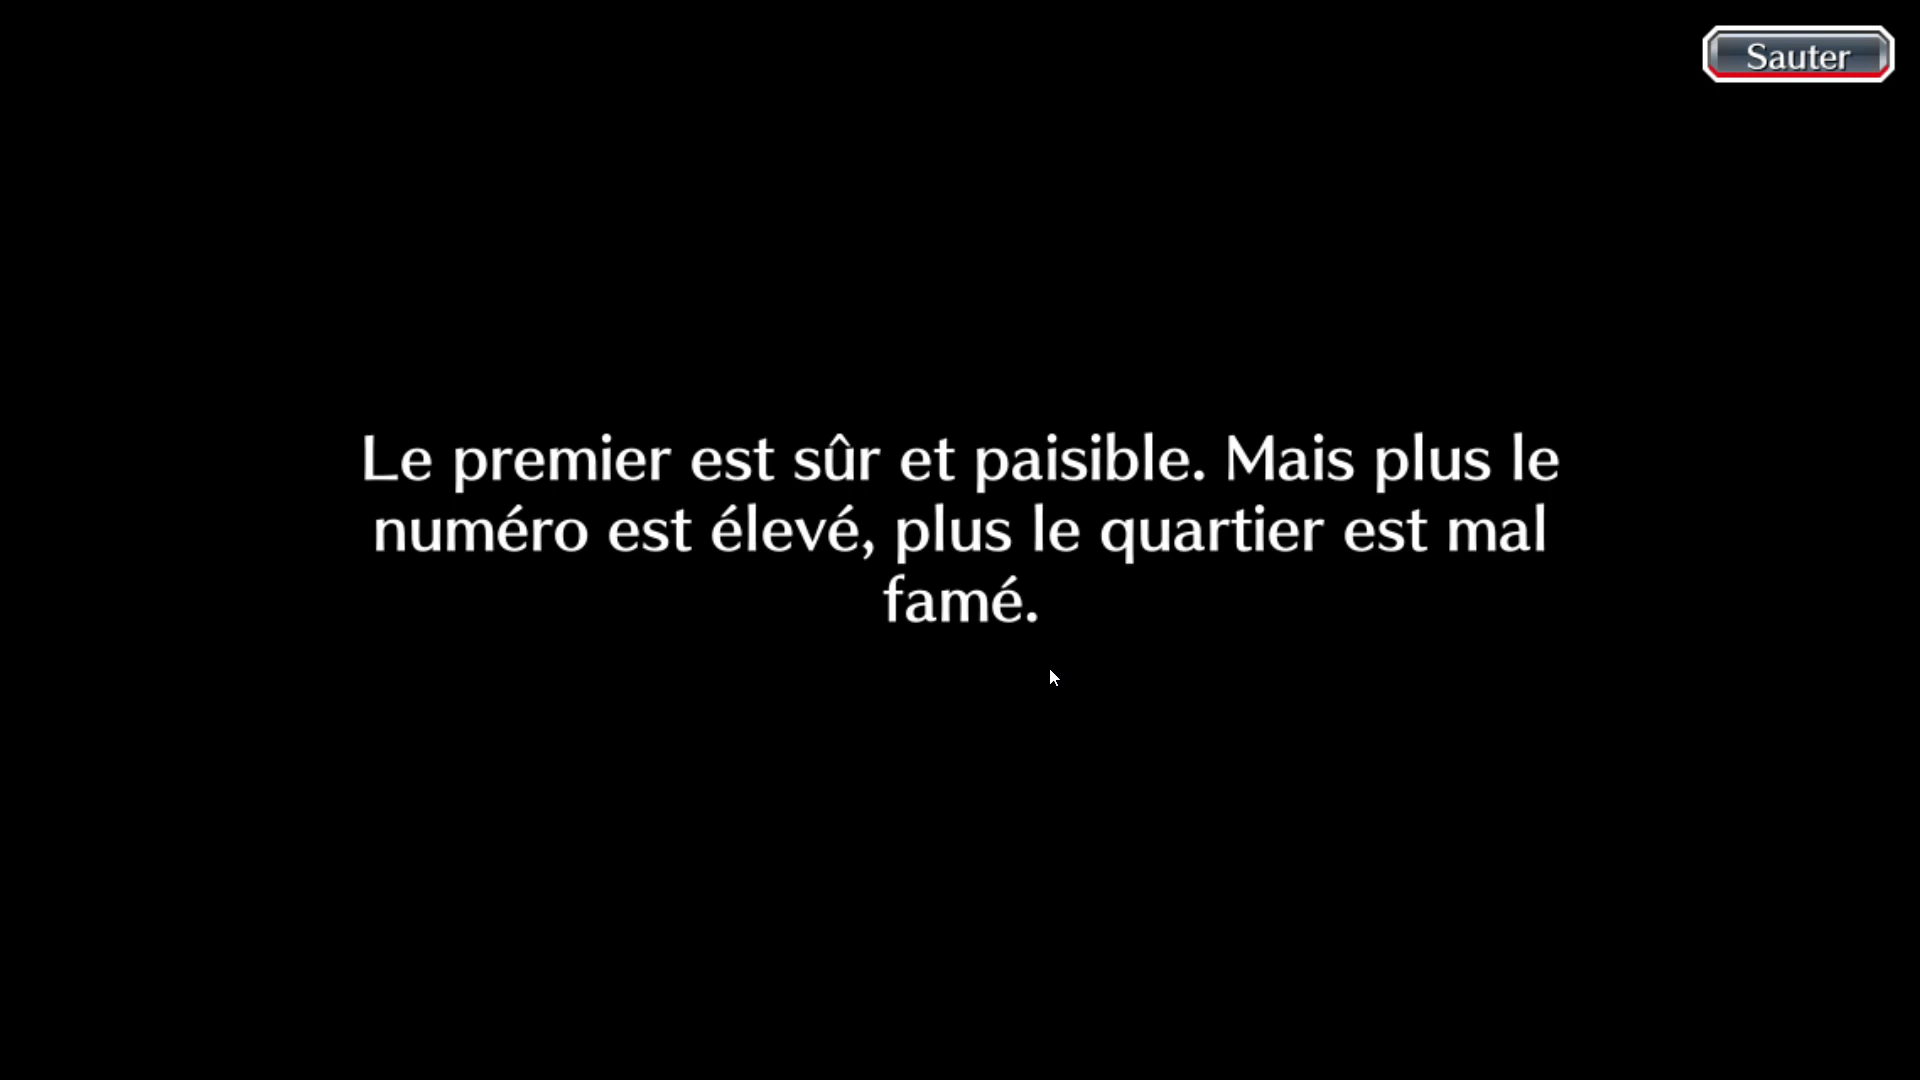 Sauter
Le premier est sûr et paisible. Mais plus le
numéro est élevé, plus le quartier est mal
famé.